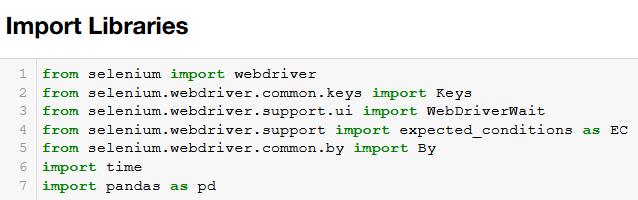 Import Libraries
1 from selenium import webdriver
2 from selenium.webdriver.common.keys import Keys
3 from selenium.webdriver.support.ui import WebDriverWait
4 from selenium.webdriver.support import expected_conditions as EC
5 from selenium.webdriver.common.by import By
6 import time
7 import pandas as pd